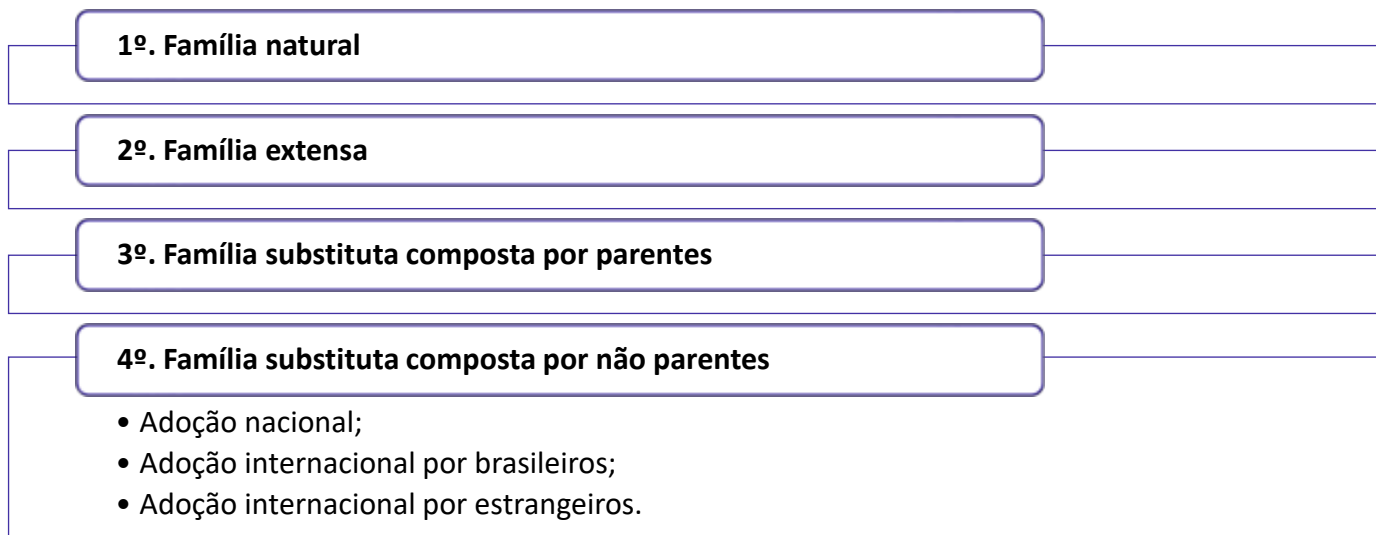 1º. Família natural
2º. Família extensa
3º. Família substituta composta por parentes
4º. Família substituta composta por não parentes
• Adoção nacional;
• Adoção internacional por brasileiros;
• Adoção internacional por estrangeiros.